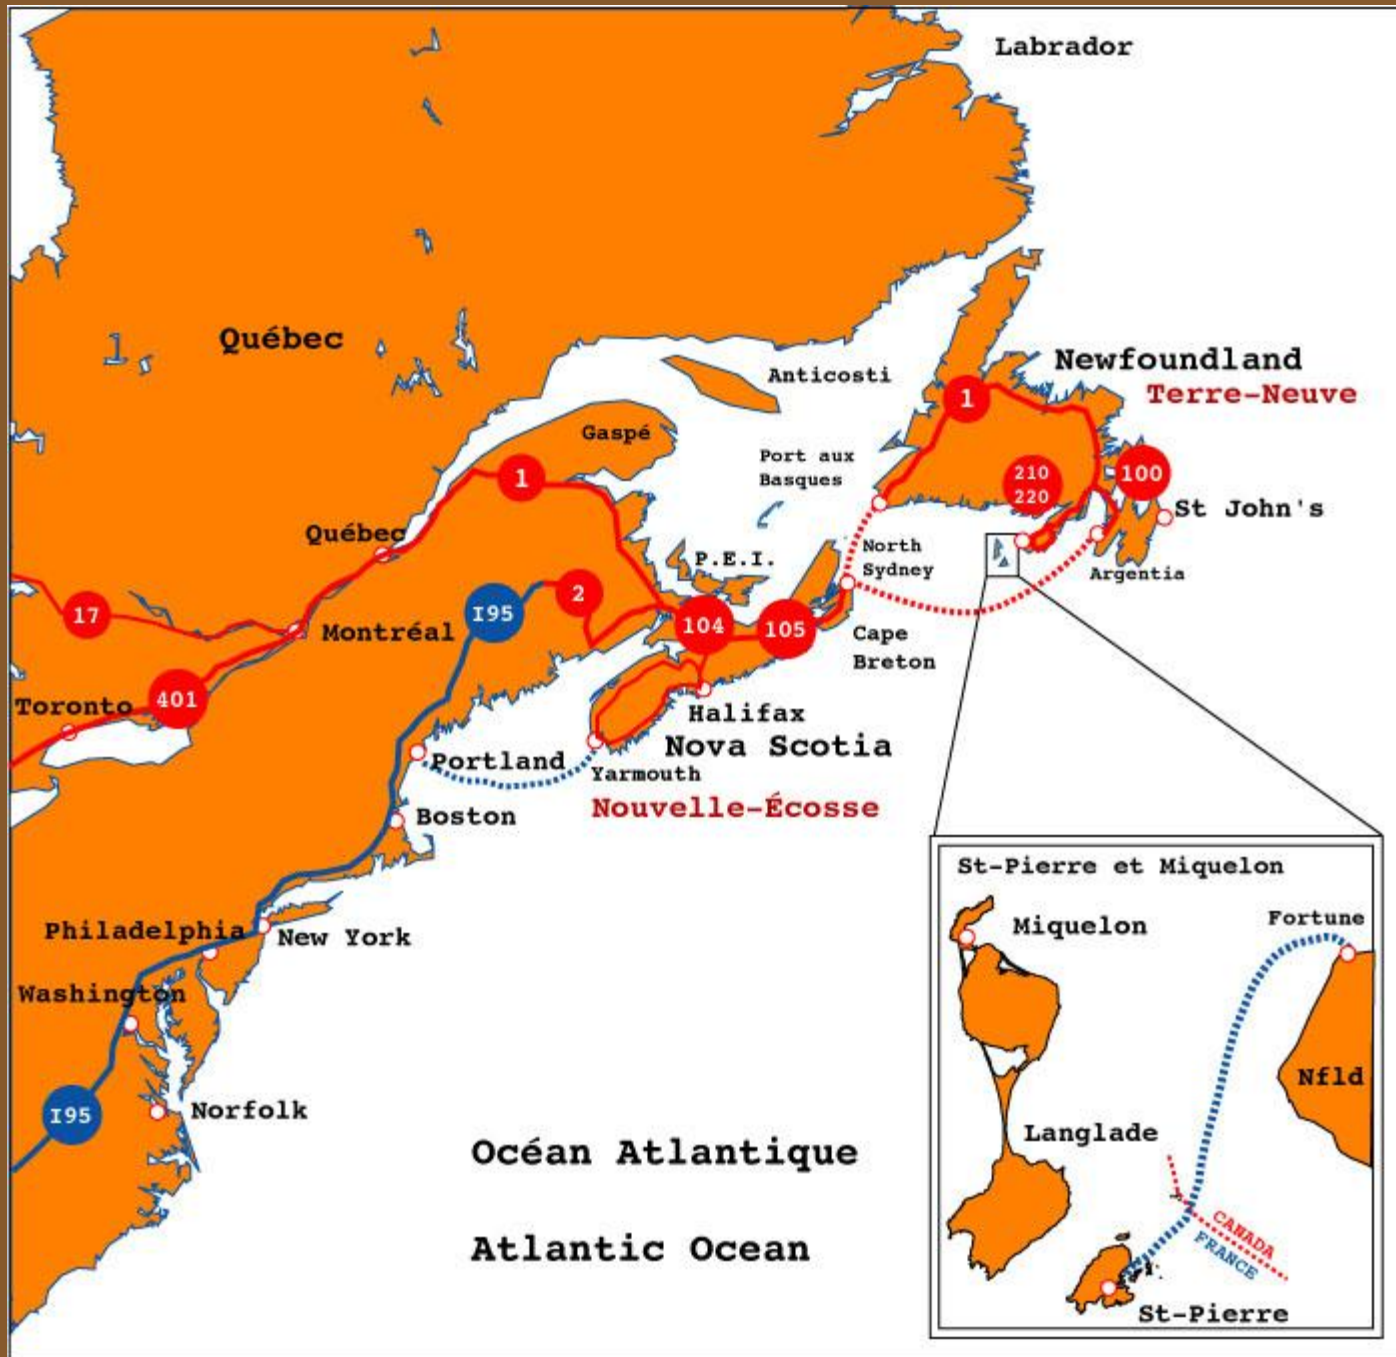 Labrador
Québec
Newfoundland
Terre-Neuve
Anticosti
1
Gaspé
Port aux
Basques
1
210
220
100
St John's
Québec
North
Sydney
P.E.I.
Argentia
17
I95
2
104
105
Montréal
Cape
Breton
401
Toronto
Halifax
Nova Scotia
Portland
Yarmouth
Nouvelle-Écosse
Boston
St-Pierre et Miquelon
Fortune
Miquelon
Philadelphia
New York
Washington
Nfld
I95
Norfolk
Langlade
Océan Atlantique
CANADA
FRANCE
Atlantic Ocean
St-Pierre